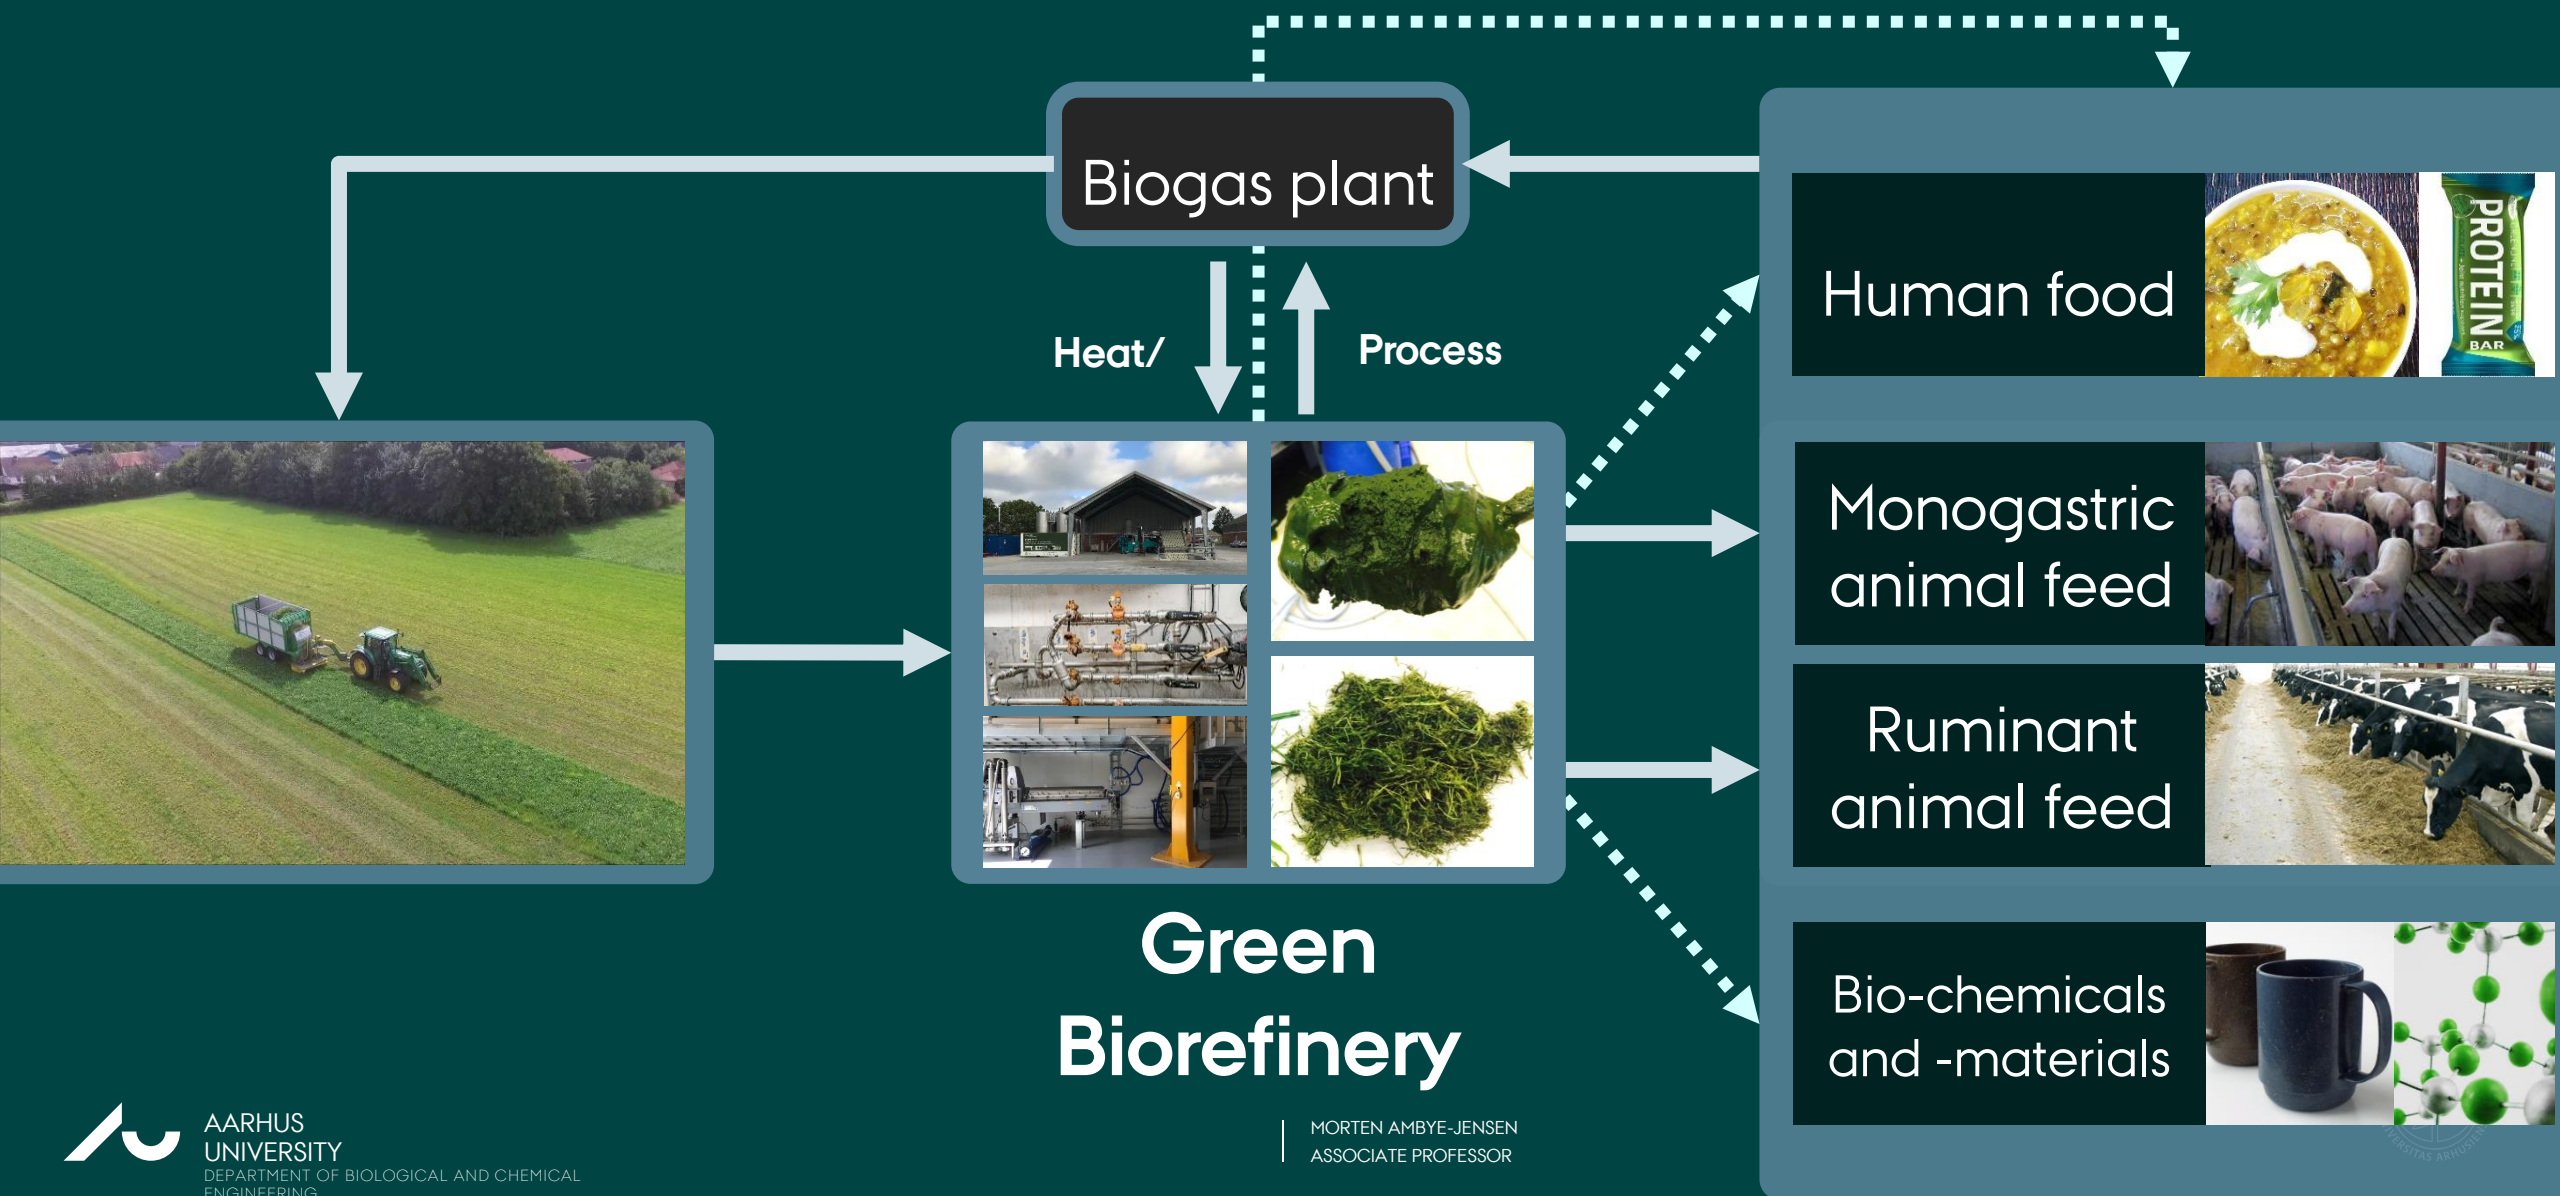 Biogas plant
Heat/
Process
Human food
PROTEIN
BAR
Monogastric
animal feed
Ruminant
animal feed
Bio-chemicals
and -materials
Green
Biorefinery
AARHUS
UNIVERSITY
DEPARTMENT OF BIOLOGICAL AND CHEMICAL
ENGINEERING
MORTEN AMBYE-JENSEN
ASSOCIATE PROFESSOR